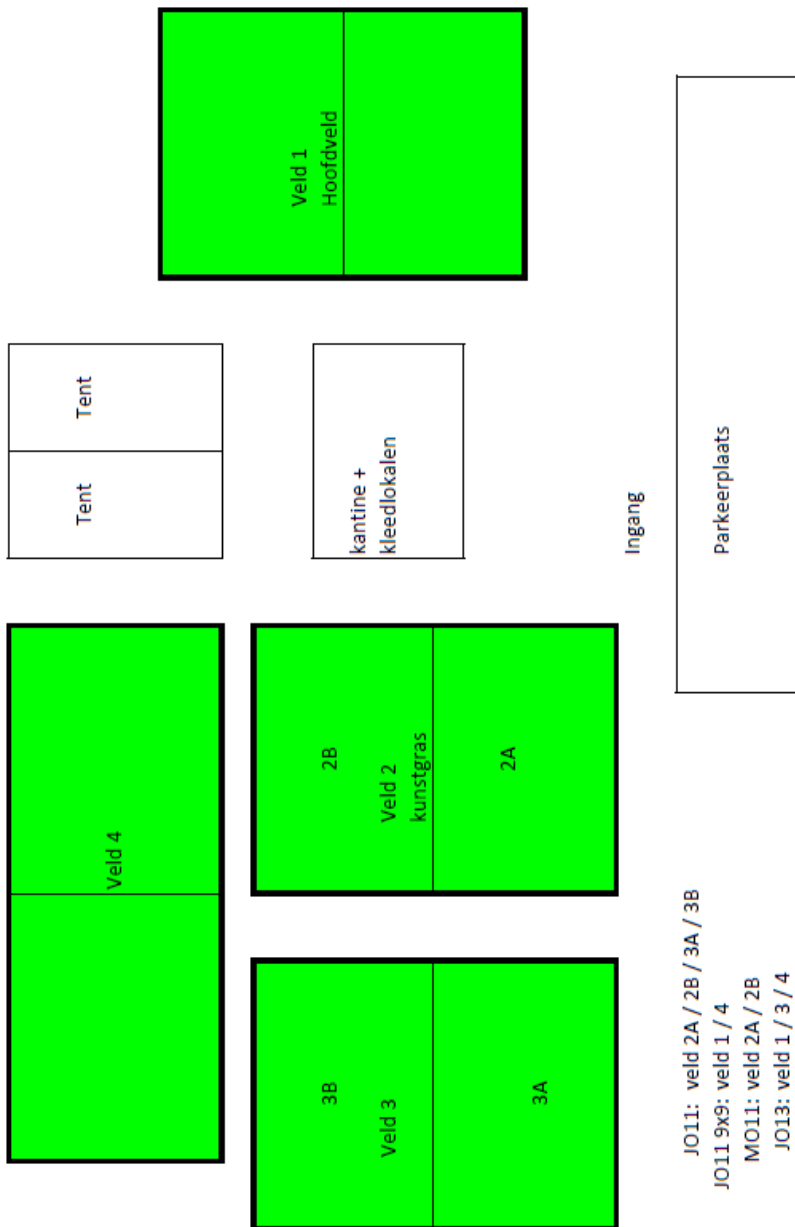 Veld 4
Tent
Tent
3B
Veld 3
3A
2B
Veld 2
kunstgras
2A
kantine +
kleedlokalen
Veld 1
Hoofdveld
Ingang
Parkeerplaats
JO11: veld 2A / 2B / 3A / 3B
JO11 9x9: veld 1 / 4
MO11: veld 2A / 2B
JO13: veld 1 / 3 / 4